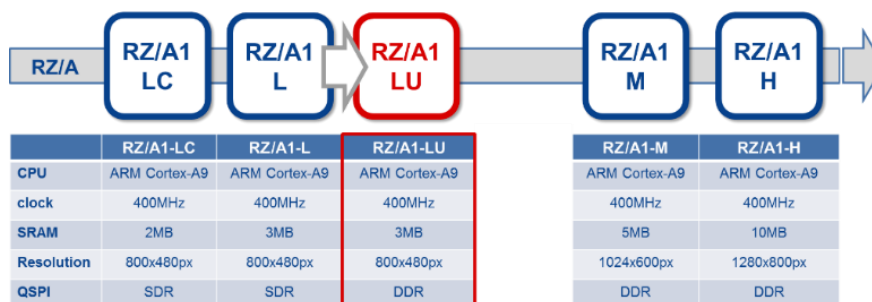 RZ/A
RZ/A1
LC
RZ/A1
L
RZ/A1
LU
RZ/A1
M
RZ/A1
H
RZ/A1-LC RZ/A1-L RZ/A1-LU RZ/A1-M RZ/A1-H
CPU ARM Cortex-A9 ARM Cortex-A9 ARM Cortex-A9 ARM Cortex-A9 ARM Cortex-A9
clock 400MHz 400MHz 400MHz 400MHz 400MHz
SRAM 2MB 3MB 3MB 5MB 10MB
Resolution 800x480px 800x480px 800x480px 1024x600px 1280x800px
QSPI SDR SDR DDR DDR DDR